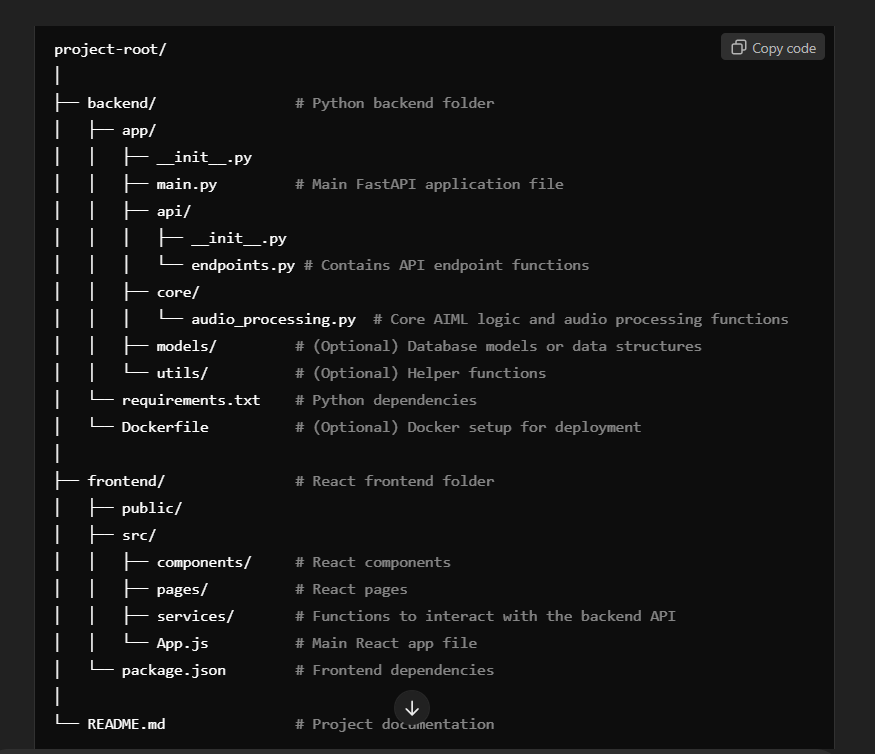 project-root/
Copy code
│
├── backend/                # Python backend folder
│   ├── app/
│   │   ├── __init__.py
│   │   ├── main.py         # Main FastAPI application file
│   │   ├── api/
│   │   │   ├── __init__.py
│   │   │   └── endpoints.py # Contains API endpoint functions
│   │   ├── core/
│   │   │   └── audio_processing.py  # Core AIML logic and audio processing functions
│   │   ├── models/         # (Optional) Database models or data structures
│   │   └── utils/          # (Optional) Helper functions
│   └── requirements.txt    # Python dependencies
│   └── Dockerfile          # (Optional) Docker setup for deployment
│
├── frontend/               # React frontend folder
│   ├── public/
│   ├── src/
│   │   ├── components/     # React components
│   │   ├── pages/          # React pages
│   │   ├── services/       # Functions to interact with the backend API
│   │   └── App.js          # Main React app file
│   └── package.json        # Frontend dependencies
│
└── README.md               # Project documentation